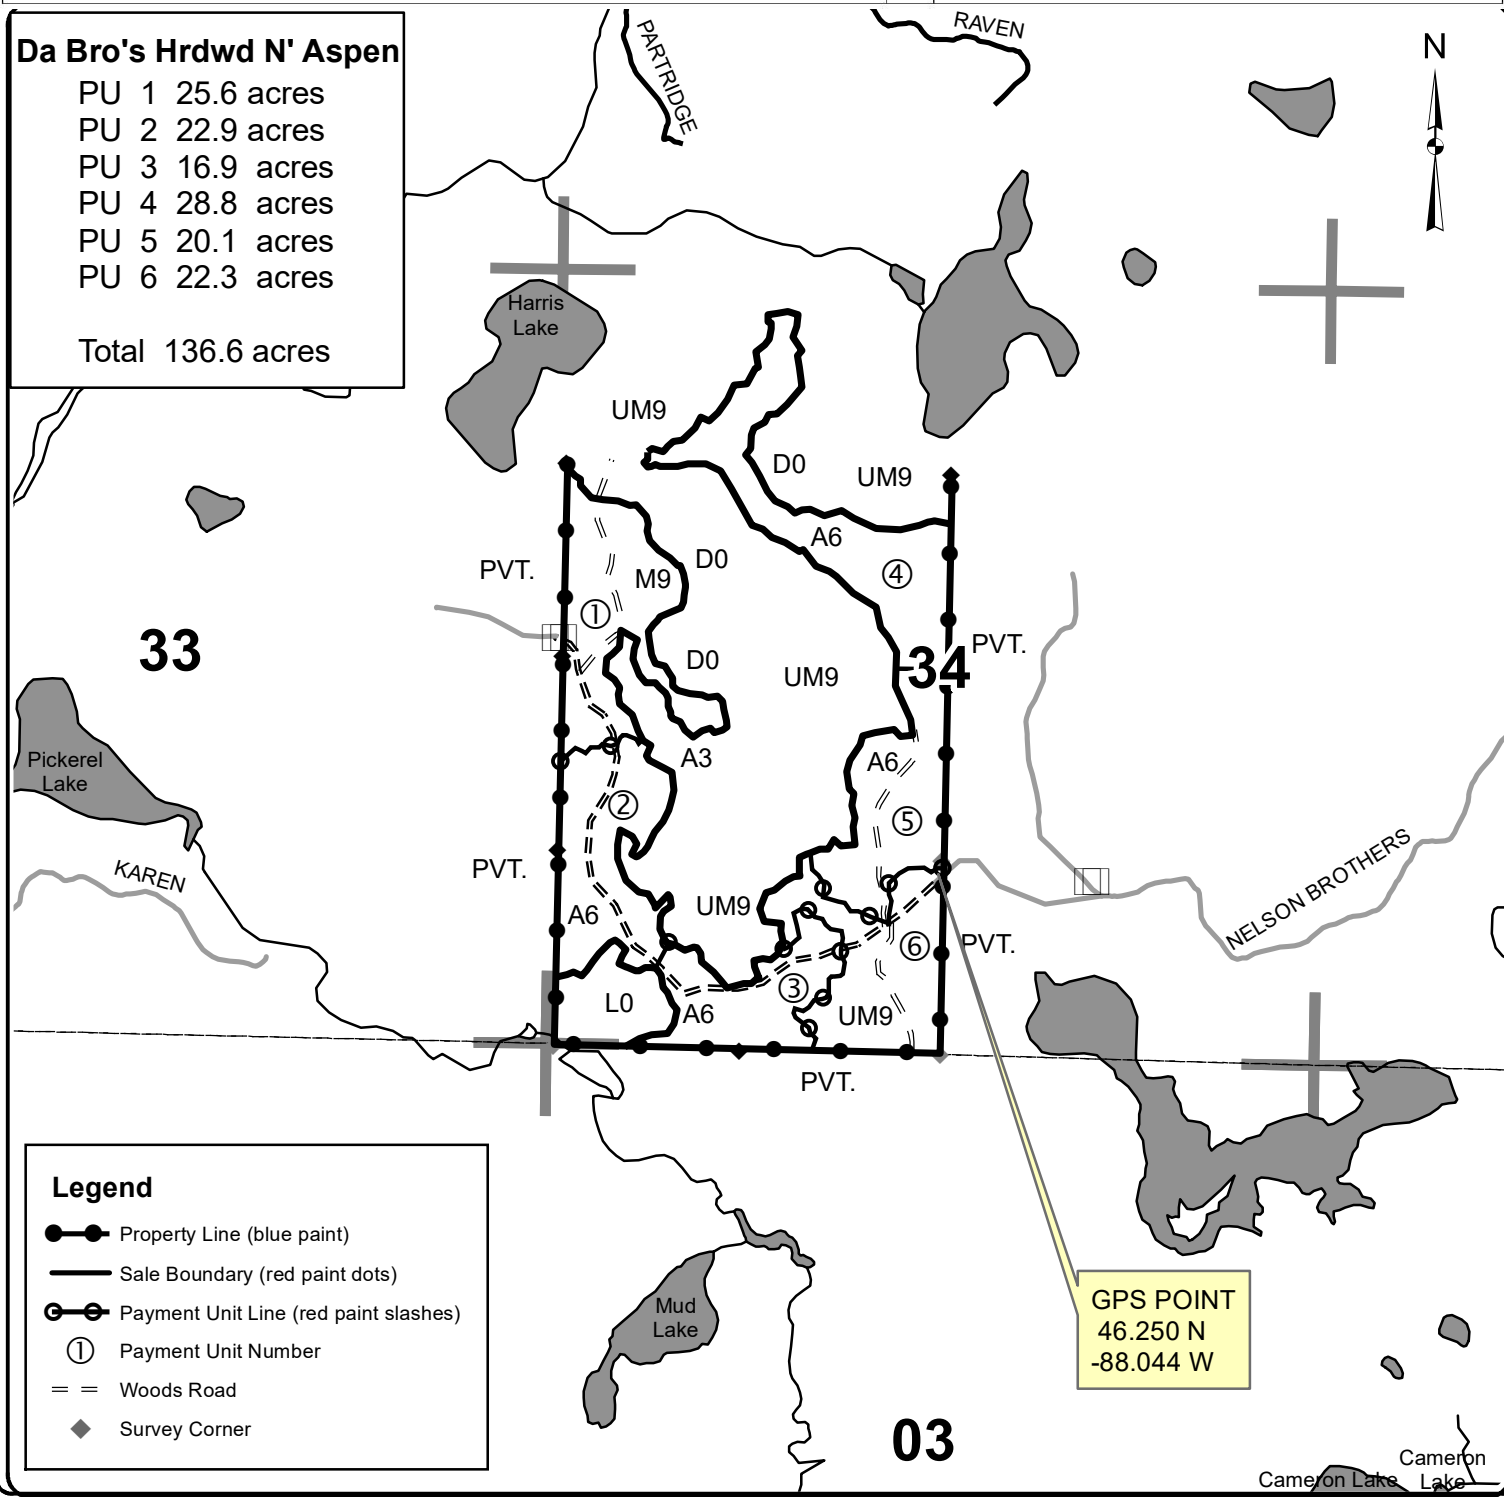 Da Bro's Hrdwd N' Aspen
PU 1 25.6 acres
PU 2 22.9 acres
PU 3 16.9 acres
PU 4 28.8 acres
PU 5 20.1 acres
PU 6 22.3 acres
Total 136.6 acres
PARTRIDGE
RAVEN
N
Harris
Lake
UM9
D0
UM9
A6
4
PVT.
D0
M9
1
33
D0
UM9
34
PVT.
Pickerel
Lake
A3
A6
2
5
KAREN
PVT.
A6
UM9
6
PVT.
NELSON BROTHERS
L0
A6
3
UM9
PVT.
Legend
Property Line (blue paint)
Sale Boundary (red paint dots)
Payment Unit Line (red paint slashes)
1 Payment Unit Number
Woods Road
Survey Corner
Mud
Lake
GPS POINT
46.250 N
-88.044 W
03
Cameron Lake
Cameron
Lake